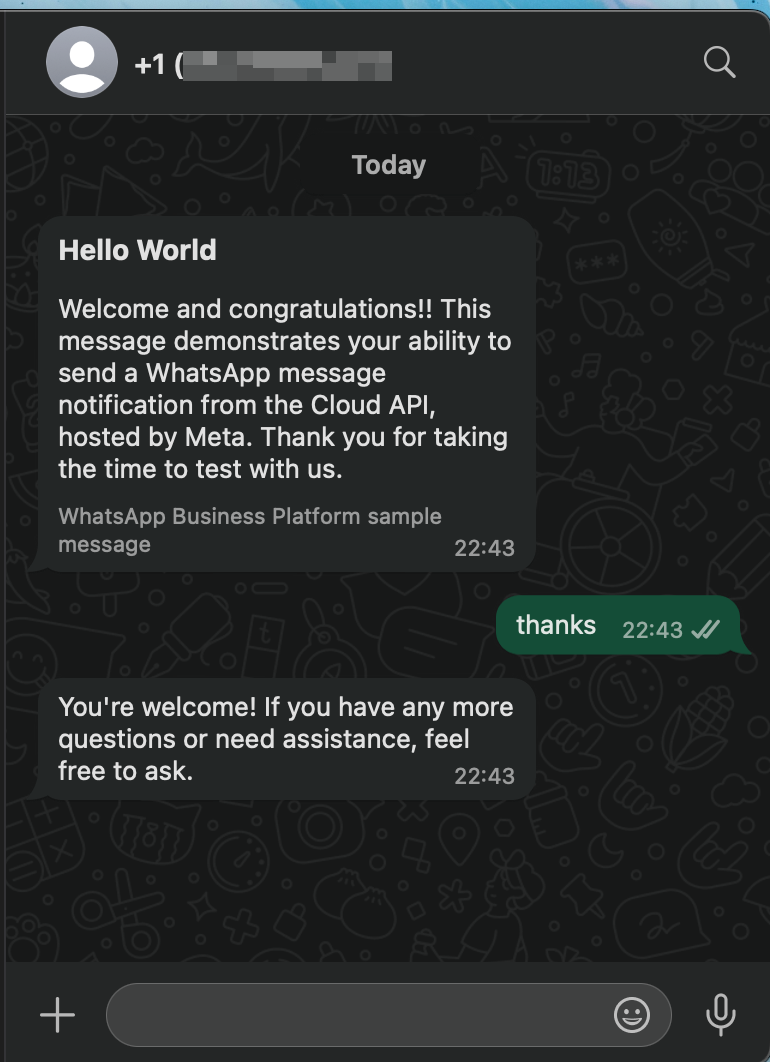 +1 (
Today
Hello World
Welcome and congratulations!! This
message demonstrates your ability to
send a WhatsApp message
notification from the Cloud API,
hosted by Meta. Thank you for taking
the time to test with us.
WhatsApp Business Platform sample
message 22:43
thanks 22:43
You're welcome! If you have any more
questions or need assistance, feel
free to ask. 22:43